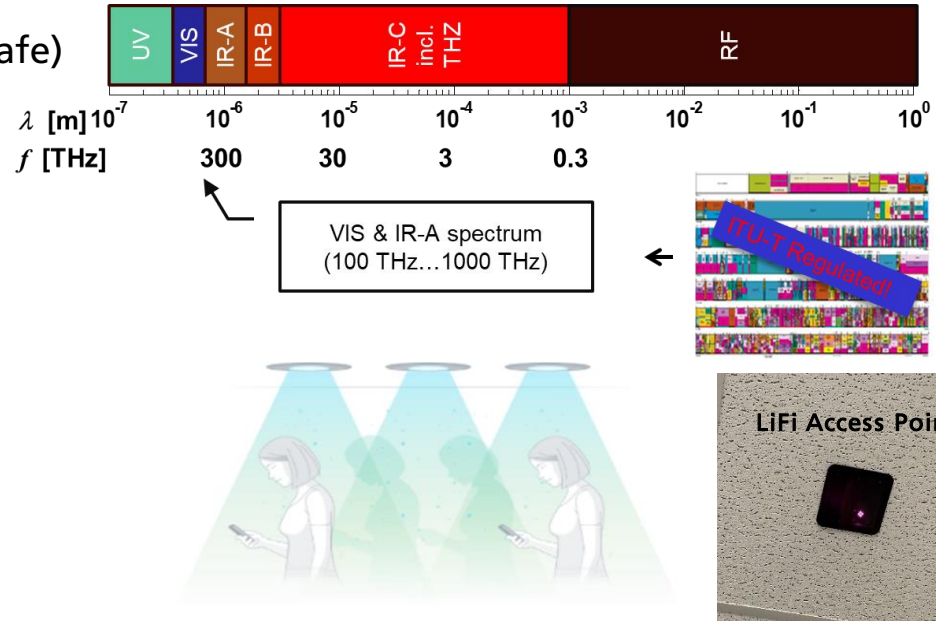 afe)
UV
VIS
IR-A
IR-B
IR-C
incl.
THZ
RF
λ [m] 10⁻⁷ 10⁻⁶ 10⁻⁵ 10⁻⁴ 10⁻³ 10⁻² 10⁻¹ 10⁰
f [THz] 300 30 3 0.3
VIS & IR-A spectrum
(100 THz…1000 THz)
ITU-T Regulated!
LiFi Access Poi